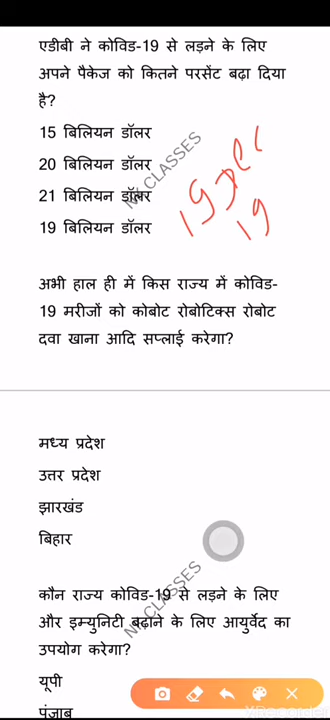 एडीबी ने कोविड-19 से लड़ने के लिए
अपने पैकेज को कितने परसेंट बढ़ा दिया
है?
15 बिलियन डॉलर
20 बिलियन डॉलर
21 बिलियन डॉलर
19 बिलियन डॉलर
19
अभी हाल ही में किस राज्य में कोविड-
19 मरीजों को कोबोट रोबोटिक्स रोबोट
दवा खाना आदि सप्लाई करेगा?
मध्य प्रदेश
उत्तर प्रदेश
झारखंड
बिहार
कौन राज्य कोविड-19 से लड़ने के लिए
और इम्युनिटी बढ़ाने के लिए आयुर्वेद का
उपयोग करेगा?
यूपी
पंजाब